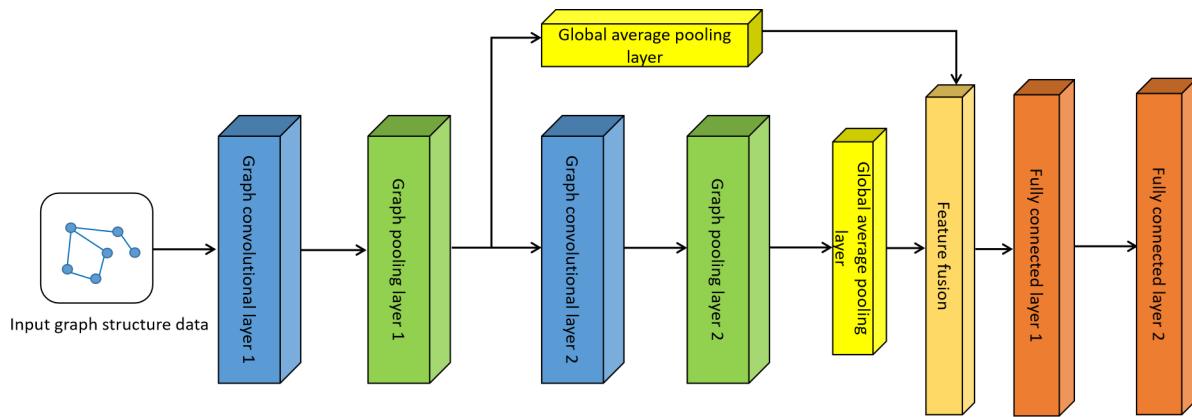 Global average pooling
layer
Graph convolutional layer 1
Graph pooling layer 1
Graph convolutional layer 2
Graph pooling layer 2
Global average pooling
layer
Feature fusion
Fully connected layer 1
Fully connected layer 2
Input graph structure data